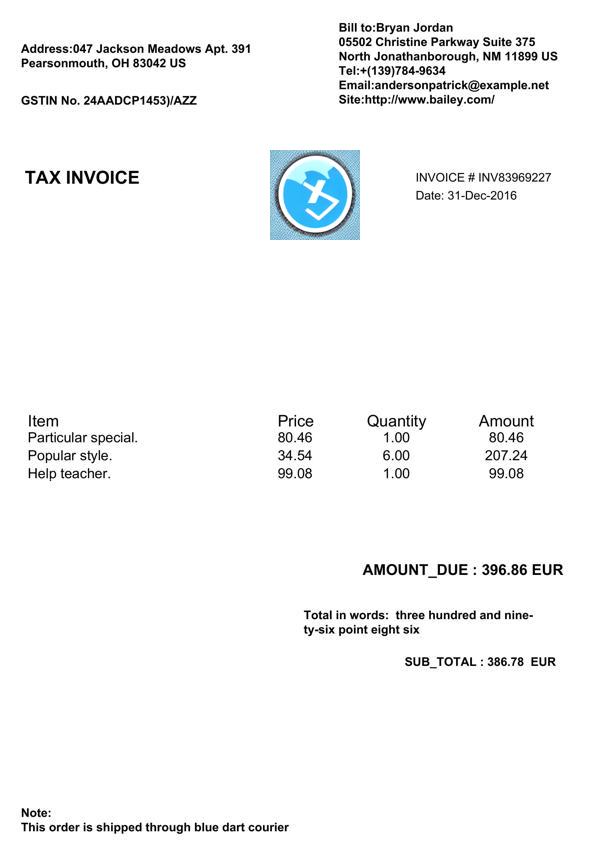 Address:047 Jackson Meadows Apt. 391
Pearsonmouth, OH 83042 US
GSTIN No. 24AADCP1453)/AZZ
Bill to:Bryan Jordan
05502 Christine Parkway Suite 375
North Jonathanborough, NM 11899 US
Tel:+(139)784-9634
Email:andersonpatrick@example.net
Site:http://www.bailey.com/
TAX INVOICE
INVOICE # INV83969227
Date: 31-Dec-2016
Item Price Quantity Amount
Particular special. 80.46 1.00 80.46
Popular style. 34.54 6.00 207.24
Help teacher. 99.08 1.00 99.08
AMOUNT_DUE : 396.86 EUR
Total in words:  three hundred and nine-
ty-six point eight six
SUB_TOTAL : 386.78  EUR
Note:
This order is shipped through blue dart courier